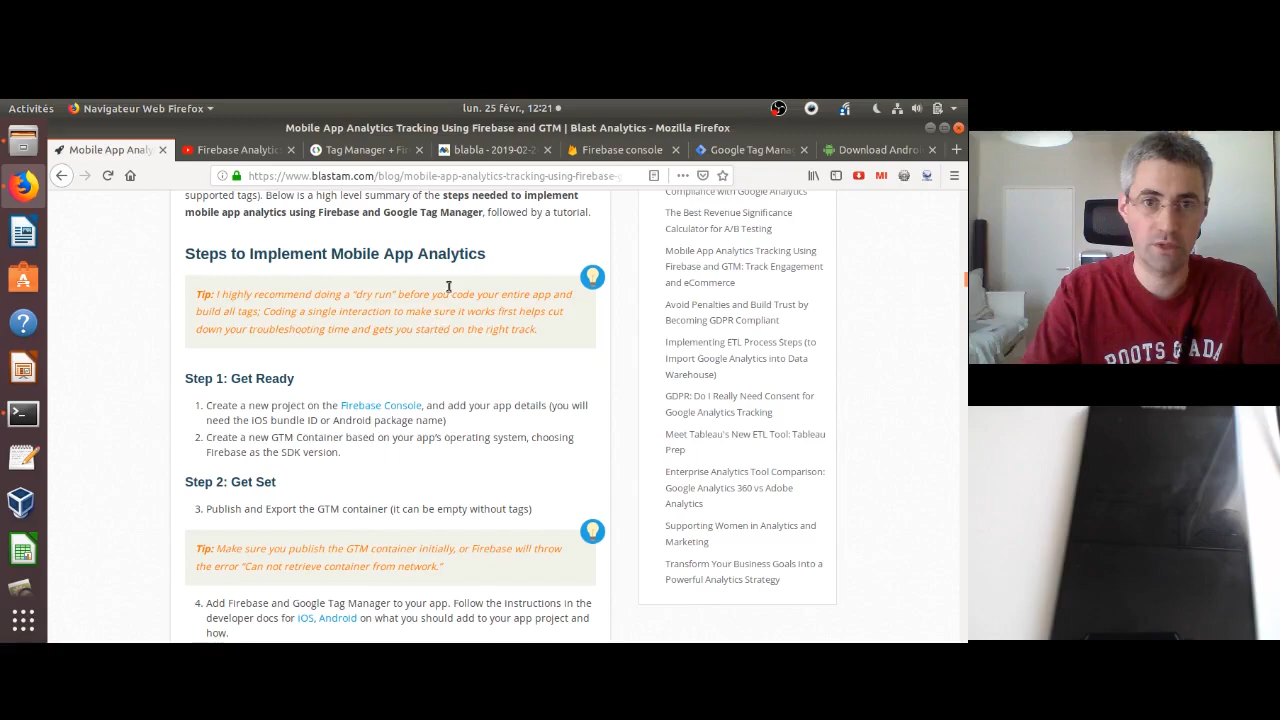 Activités
Navigateur Web Firefox
lun. 25 févr., 12:21
Mobile App Analytics Tracking Using Firebase and GTM | Blast Analytics - Mozilla Firefox
Mobile App Analy
Firebase Analytic
Tag Manager + Fir
blabla - 2019-02-2
Firebase console
Google Tag Mana
Download Andro
https://www.blastam.com/blog/mobile-app-analytics-tracking-using-firebase-
supported tags). Below is a high level summary of the steps needed to implement
mobile app analytics using Firebase and Google Tag Manager, followed by a tutorial.
Steps to Implement Mobile App Analytics
Tip: I highly recommend doing a “dry run” before you code your entire app and
build all tags; Coding a single interaction to make sure it works first helps cut
down your troubleshooting time and gets you started on the right track.
Step 1: Get Ready
1. Create a new project on the Firebase Console, and add your app details (you will
need the iOS bundle ID or Android package name)
2. Create a new GTM Container based on your app’s operating system, choosing
Firebase as the SDK version.
Step 2: Get Set
3. Publish and Export the GTM container (it can be empty without tags)
Tip: Make sure you publish the GTM container initially, or Firebase will throw
the error “Can not retrieve container from network.”
4. Add Firebase and Google Tag Manager to your app. Follow the instructions in the
developer docs for iOS, Android on what you should add to your app project and
how.
Compliance with Google Analytics
The Best Revenue Significance
Calculator for A/B Testing
Mobile App Analytics Tracking Using
Firebase and GTM: Track Engagement
and eCommerce
Avoid Penalties and Build Trust by
Becoming GDPR Compliant
Implementing ETL Process Steps (to
Import Google Analytics into Data
Warehouse)
GDPR: Do I Really Need Consent for
Google Analytics Tracking
Meet Tableau's New ETL Tool: Tableau
Prep
Enterprise Analytics Tool Comparison:
Google Analytics 360 vs Adobe
Analytics
Supporting Women in Analytics and
Marketing
Transform Your Business Goals into a
Powerful Analytics Strategy
ROOTS CANADA